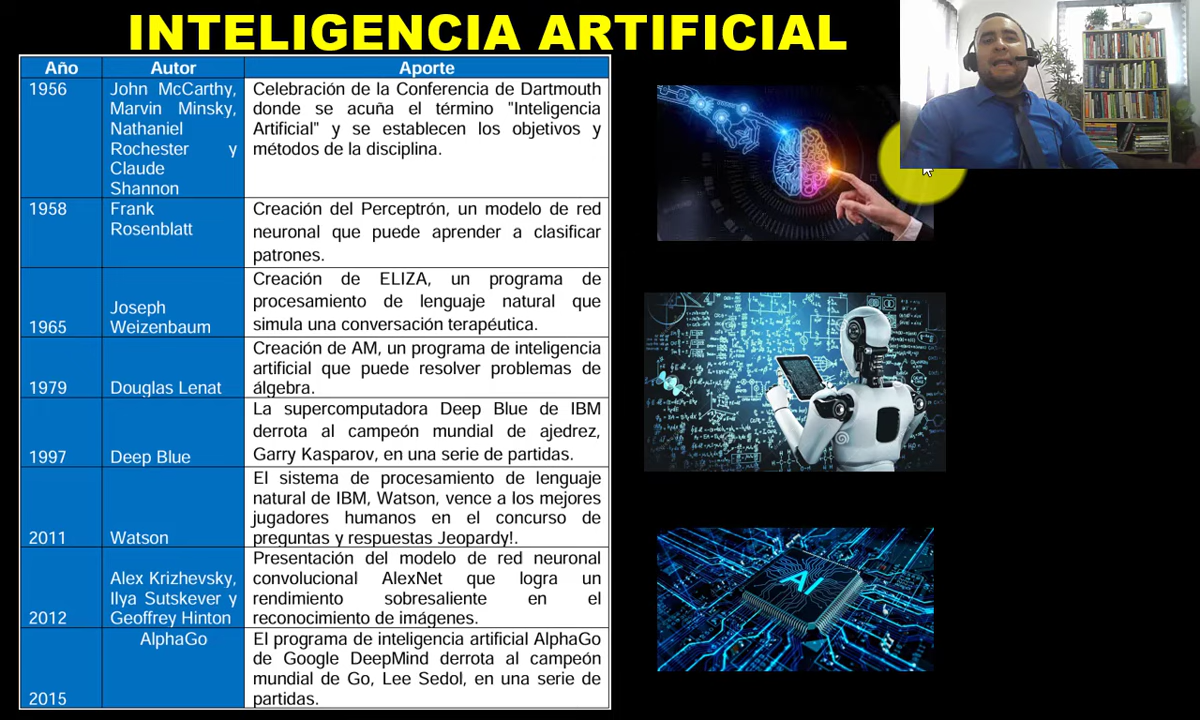 INTELIGENCIA ARTIFICIAL
Año Autor Aporte
1956
John McCarthy,
Marvin Minsky,
Nathaniel
Rochester y
Claude
Shannon
Celebración de la Conferencia de Dartmouth
donde se acuña el término "Inteligencia
Artificial" y se establecen los objetivos y
métodos de la disciplina.
1958
Frank
Rosenblatt
Creación del Perceptrón, un modelo de red
neuronal que puede aprender a clasificar
patrones.
1965
Joseph
Weizenbaum
Creación de ELIZA, un programa de
procesamiento de lenguaje natural que
simula una conversación terapéutica.
1979
Douglas Lenat
Creación de AM, un programa de inteligencia
artificial que puede resolver problemas de
álgebra.
1997
Deep Blue
La supercomputadora Deep Blue de IBM
derrota al campeón mundial de ajedrez,
Garry Kasparov, en una serie de partidas.
2011
Watson
El sistema de procesamiento de lenguaje
natural de IBM, Watson, vence a los mejores
jugadores humanos en el concurso de
preguntas y respuestas Jeopardy!.
2012
Alex Krizhevsky,
Ilya Sutskever y
Geoffrey Hinton
Presentación del modelo de red neuronal
convolucional AlexNet que logra un
rendimiento sobresaliente en el
reconocimiento de imágenes.
2015
AlphaGo
El programa de inteligencia artificial AlphaGo
de Google DeepMind derrota al campeón
mundial de Go, Lee Sedol, en una serie de
partidas.
AI